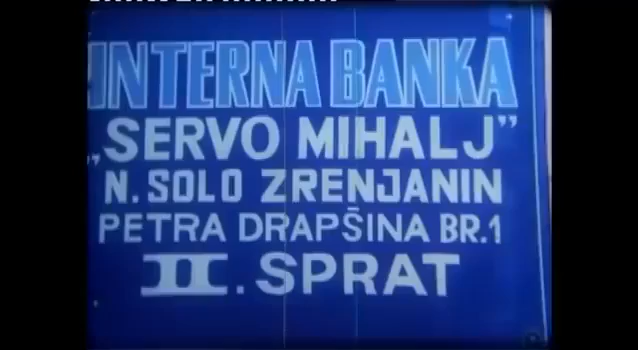 INTERNA BANKA
„SERVO MIHALJ”
N. SOLO ZRENJANIN
PETRA DRAPŠINA BR.1
II. SPRAT